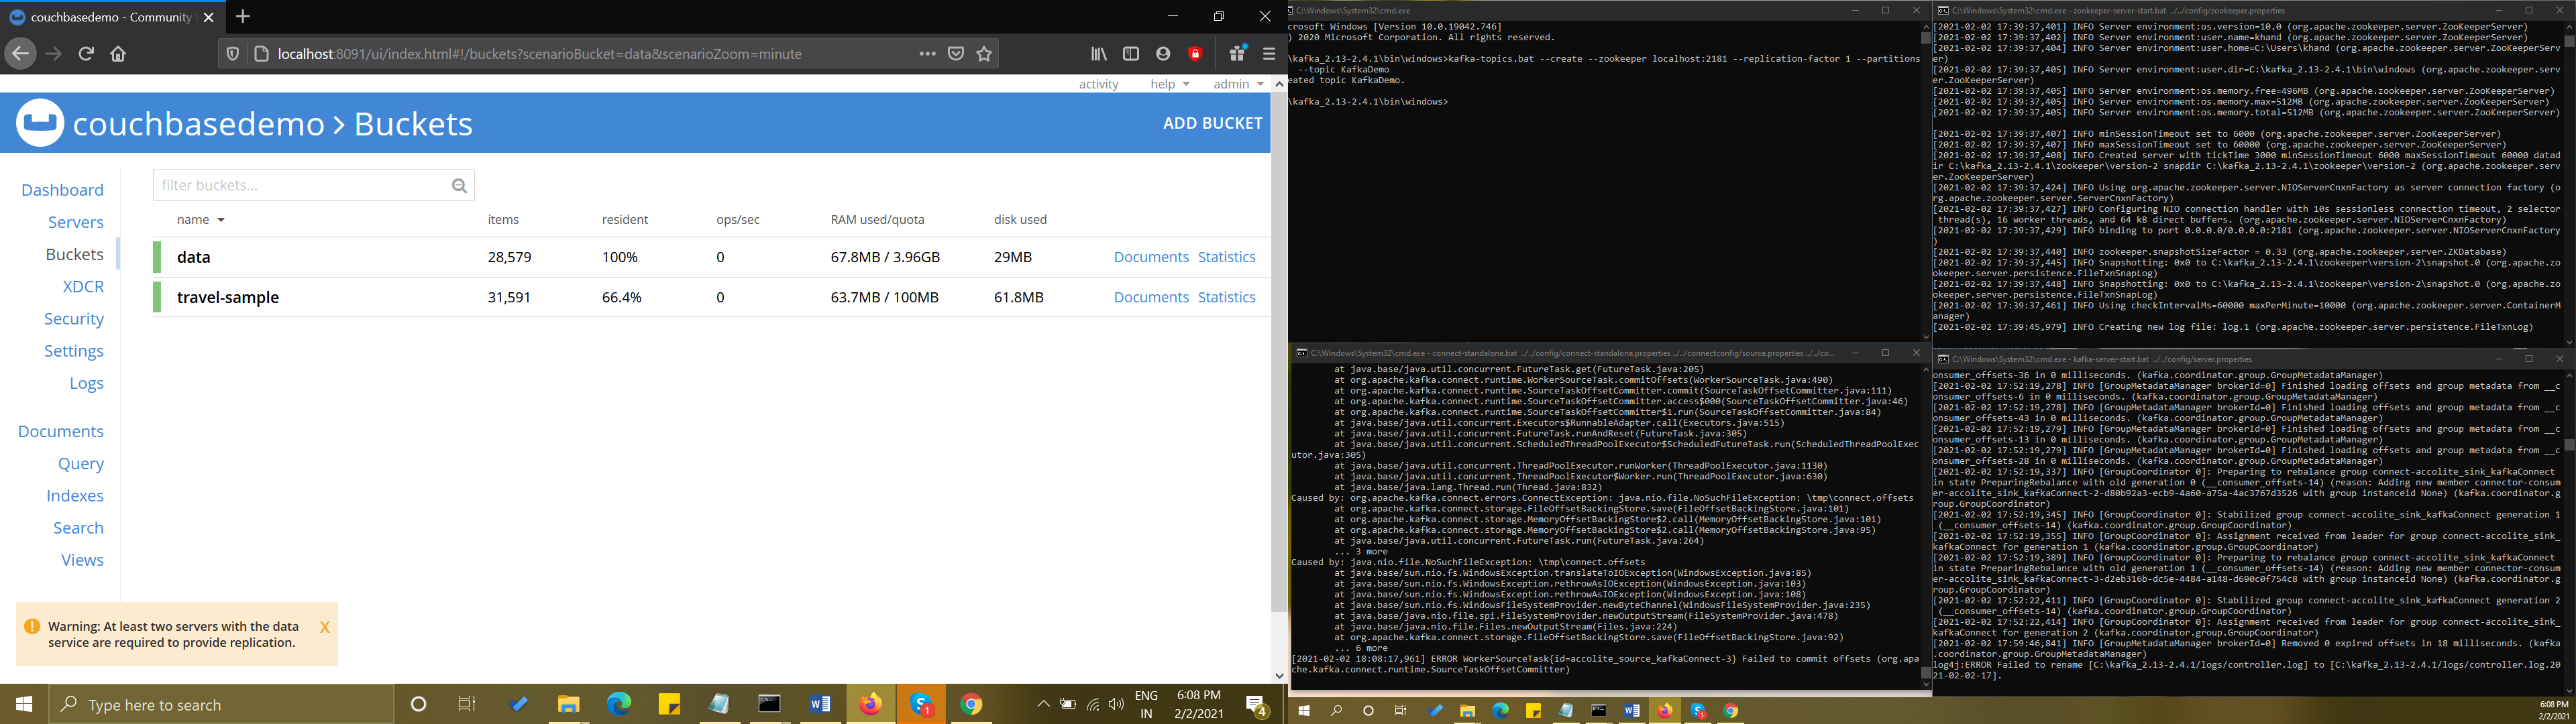 couchbasedemo - Community
localhost:8091/ui/index.html#!/buckets?scenarioBucket=data&scenarioZoom=minute
activity help admin
couchbasedemo > Buckets ADD BUCKET
Dashboard
Servers
Buckets
XDCR
Security
Settings
Logs
Documents
Query
Indexes
Search
Views
filter buckets...
name items resident ops/sec RAM used/quota disk used
data 28,579 100% 0 67.8MB / 3.96GB 29MB Documents Statistics
travel-sample 31,591 66.4% 0 63.7MB / 100MB 61.8MB Documents Statistics
Warning: At least two servers with the data X
service are required to provide replication.
Type here to search
ENG
IN
6:08 PM
2/2/2021
4
1
C:\Windows\System32\cmd.exe
crosoft Windows [Version 10.0.19042.746]
) 2020 Microsoft Corporation. All rights reserved.
\kafka_2.13-2.4.1\bin\windows>kafka-topics.bat --create --zookeeper localhost:2181 --replication-factor 1 --partitions
--topic KafkaDemo
eated topic KafkaDemo.
\kafka_2.13-2.4.1\bin\windows>
C:\Windows\System32\cmd.exe - connect-standalone.bat ../../config/connect-standalone.properties ../../connectconfig/source.properties ../../co...
at java.base/java.util.concurrent.FutureTask.get(FutureTask.java:205)
at org.apache.kafka.connect.runtime.WorkerSourceTask.commitOffsets(WorkerSourceTask.java:490)
at org.apache.kafka.connect.runtime.SourceTaskOffsetCommitter.commit(SourceTaskOffsetCommitter.java:111)
at org.apache.kafka.connect.runtime.SourceTaskOffsetCommitter.access$000(SourceTaskOffsetCommitter.java:46)
at org.apache.kafka.connect.runtime.SourceTaskOffsetCommitter$1.run(SourceTaskOffsetCommitter.java:84)
at java.base/java.util.concurrent.Executors$RunnableAdapter.call(Executors.java:515)
at java.base/java.util.concurrent.FutureTask.runAndReset(FutureTask.java:305)
at java.base/java.util.concurrent.ScheduledThreadPoolExecutor$ScheduledFutureTask.run(ScheduledThreadPoolExec
utor.java:305)
at java.base/java.util.concurrent.ThreadPoolExecutor.runWorker(ThreadPoolExecutor.java:1130)
at java.base/java.util.concurrent.ThreadPoolExecutor$Worker.run(ThreadPoolExecutor.java:630)
at java.base/java.lang.Thread.run(Thread.java:832)
Caused by: org.apache.kafka.connect.errors.ConnectException: java.nio.file.NoSuchFileException: \tmp\connect.offsets
at org.apache.kafka.connect.storage.FileOffsetBackingStore.save(FileOffsetBackingStore.java:101)
at org.apache.kafka.connect.storage.MemoryOffsetBackingStore$2.call(MemoryOffsetBackingStore.java:101)
at org.apache.kafka.connect.storage.MemoryOffsetBackingStore$2.call(MemoryOffsetBackingStore.java:95)
at java.base/java.util.concurrent.FutureTask.run(FutureTask.java:264)
... 3 more
Caused by: java.nio.file.NoSuchFileException: \tmp\connect.offsets
at java.base/sun.nio.fs.WindowsException.translateToIOException(WindowsException.java:85)
at java.base/sun.nio.fs.WindowsException.rethrowAsIOException(WindowsException.java:103)
at java.base/sun.nio.fs.WindowsException.rethrowAsIOException(WindowsException.java:108)
at java.base/sun.nio.fs.WindowsFileSystemProvider.newByteChannel(WindowsFileSystemProvider.java:235)
at java.base/java.nio.file.spi.FileSystemProvider.newOutputStream(FileSystemProvider.java:478)
at java.base/java.nio.file.Files.newOutputStream(Files.java:224)
at org.apache.kafka.connect.storage.FileOffsetBackingStore.save(FileOffsetBackingStore.java:92)
... 6 more
[2021-02-02 18:08:17,961] ERROR WorkerSourceTask{id=accolite_source_kafkaConnect-3} Failed to commit offsets (org.apa
che.kafka.connect.runtime.SourceTaskOffsetCommitter)
C:\Windows\System32\cmd.exe - zookeeper-server-start.bat ../../config/zookeeper.properties
[2021-02-02 17:39:37,401] INFO Server environment:os.version=10.0 (org.apache.zookeeper.server.ZooKeeperServer)
[2021-02-02 17:39:37,402] INFO Server environment:user.name=khand (org.apache.zookeeper.server.ZooKeeperServer)
[2021-02-02 17:39:37,404] INFO Server environment:user.home=C:\Users\khand (org.apache.zookeeper.server.ZooKeeperServ
er)
[2021-02-02 17:39:37,405] INFO Server environment:user.dir=C:\kafka_2.13-2.4.1\bin\windows (org.apache.zookeeper.serv
er.ZooKeeperServer)
[2021-02-02 17:39:37,405] INFO Server environment:os.memory.free=496MB (org.apache.zookeeper.server.ZooKeeperServer)
[2021-02-02 17:39:37,405] INFO Server environment:os.memory.max=512MB (org.apache.zookeeper.server.ZooKeeperServer)
[2021-02-02 17:39:37,405] INFO Server environment:os.memory.total=512MB (org.apache.zookeeper.server.ZooKeeperServer)
[2021-02-02 17:39:37,407] INFO minSessionTimeout set to 6000 (org.apache.zookeeper.server.ZooKeeperServer)
[2021-02-02 17:39:37,407] INFO maxSessionTimeout set to 60000 (org.apache.zookeeper.server.ZooKeeperServer)
[2021-02-02 17:39:37,408] INFO Created server with tickTime 3000 minSessionTimeout 6000 maxSessionTimeout 60000 datad
ir C:\kafka_2.13-2.4.1\zookeeper\version-2 snapdir C:\kafka_2.13-2.4.1\zookeeper\version-2 (org.apache.zookeeper.serv
er.ZooKeeperServer)
[2021-02-02 17:39:37,424] INFO Using org.apache.zookeeper.server.NIOServerCnxnFactory as server connection factory (o
rg.apache.zookeeper.server.ServerCnxnFactory)
[2021-02-02 17:39:37,427] INFO Configuring NIO connection handler with 10s sessionless connection timeout, 2 selector
thread(s), 16 worker threads, and 64 kB direct buffers. (org.apache.zookeeper.server.NIOServerCnxnFactory)
[2021-02-02 17:39:37,429] INFO binding to port 0.0.0.0/0.0.0.0:2181 (org.apache.zookeeper.server.NIOServerCnxnFactory
)
[2021-02-02 17:39:37,440] INFO zookeeper.snapshotSizeFactor = 0.33 (org.apache.zookeeper.server.ZKDatabase)
[2021-02-02 17:39:37,445] INFO Snapshotting: 0x0 to C:\kafka_2.13-2.4.1\zookeeper\version-2\snapshot.0 (org.apache.zo
okeeper.server.persistence.FileTxnSnapLog)
[2021-02-02 17:39:37,448] INFO Snapshotting: 0x0 to C:\kafka_2.13-2.4.1\zookeeper\version-2\snapshot.0 (org.apache.zo
okeeper.server.persistence.FileTxnSnapLog)
[2021-02-02 17:39:37,461] INFO Using checkIntervalMs=60000 maxPerMinute=10000 (org.apache.zookeeper.server.ContainerM
anager)
[2021-02-02 17:39:45,979] INFO Creating new log file: log.1 (org.apache.zookeeper.server.persistence.FileTxnLog)
C:\Windows\System32\cmd.exe - kafka-server-start.bat ../../config/server.properties
onsumer_offsets-36 in 0 milliseconds. (kafka.coordinator.group.GroupMetadataManager)
[2021-02-02 17:52:19,278] INFO [GroupMetadataManager brokerId=0] Finished loading offsets and group metadata from __c
onsumer_offsets-6 in 0 milliseconds. (kafka.coordinator.group.GroupMetadataManager)
[2021-02-02 17:52:19,278] INFO [GroupMetadataManager brokerId=0] Finished loading offsets and group metadata from __c
onsumer_offsets-43 in 0 milliseconds. (kafka.coordinator.group.GroupMetadataManager)
[2021-02-02 17:52:19,279] INFO [GroupMetadataManager brokerId=0] Finished loading offsets and group metadata from __c
onsumer_offsets-13 in 0 milliseconds. (kafka.coordinator.group.GroupMetadataManager)
[2021-02-02 17:52:19,279] INFO [GroupMetadataManager brokerId=0] Finished loading offsets and group metadata from __c
onsumer_offsets-28 in 0 milliseconds. (kafka.coordinator.group.GroupMetadataManager)
[2021-02-02 17:52:19,337] INFO [GroupCoordinator 0]: Preparing to rebalance group connect-accolite_sink_kafkaConnect
in state PreparingRebalance with old generation 0 (__consumer_offsets-14) (reason: Adding new member connector-consum
er-accolite_sink_kafkaConnect-2-d80b92a3-ecb9-4a60-a75a-4ac3767d3526 with group instanceid None) (kafka.coordinator.g
roup.GroupCoordinator)
[2021-02-02 17:52:19,345] INFO [GroupCoordinator 0]: Stabilized group connect-accolite_sink_kafkaConnect generation 1
(__consumer_offsets-14) (kafka.coordinator.group.GroupCoordinator)
[2021-02-02 17:52:19,355] INFO [GroupCoordinator 0]: Assignment received from leader for group connect-accolite_sink_
kafkaConnect for generation 1 (kafka.coordinator.group.GroupCoordinator)
[2021-02-02 17:52:19,389] INFO [GroupCoordinator 0]: Preparing to rebalance group connect-accolite_sink_kafkaConnect
in state PreparingRebalance with old generation 1 (__consumer_offsets-14) (reason: Adding new member connector-consum
er-accolite_sink_kafkaConnect-3-d2eb316b-dc5e-4484-a148-d690c0f754c8 with group instanceid None) (kafka.coordinator.g
roup.GroupCoordinator)
[2021-02-02 17:52:22,411] INFO [GroupCoordinator 0]: Stabilized group connect-accolite_sink_kafkaConnect generation 2
(__consumer_offsets-14) (kafka.coordinator.group.GroupCoordinator)
[2021-02-02 17:52:22,414] INFO [GroupCoordinator 0]: Assignment received from leader for group connect-accolite_sink_
kafkaConnect for generation 2 (kafka.coordinator.group.GroupCoordinator)
[2021-02-02 17:59:46,841] INFO [GroupMetadataManager brokerId=0] Removed 0 expired offsets in 18 milliseconds. (kafka
.coordinator.group.GroupMetadataManager)
log4j:ERROR Failed to rename [C:\kafka_2.13-2.4.1/logs/controller.log] to [C:\kafka_2.13-2.4.1/logs/controller.log.20
21-02-02-17].
6:08 PM
2/2/2021